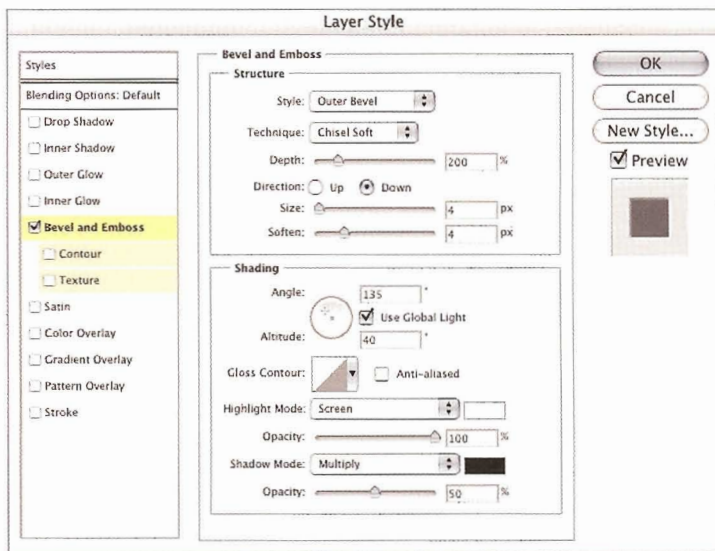 Layer Style
Styles
Blending Options: Default
Drop Shadow
Inner Shadow
Outer Glow
Inner Glow
Bevel and Emboss
Contour
Texture
Satin
Color Overlay
Gradient Overlay
Pattern Overlay
Stroke
Bevel and Emboss
Structure
Style: Outer Bevel
Technique: Chisel Soft
Depth: 200 %
Direction: Up Down
Size: 4 px
Soften: 4 px
Shading
Angle: 135 °
Use Global Light
Altitude: 40 °
Gloss Contour: Anti-aliased
Highlight Mode: Screen
Opacity: 100 %
Shadow Mode: Multiply
Opacity: 50 %
OK
Cancel
New Style...
Preview